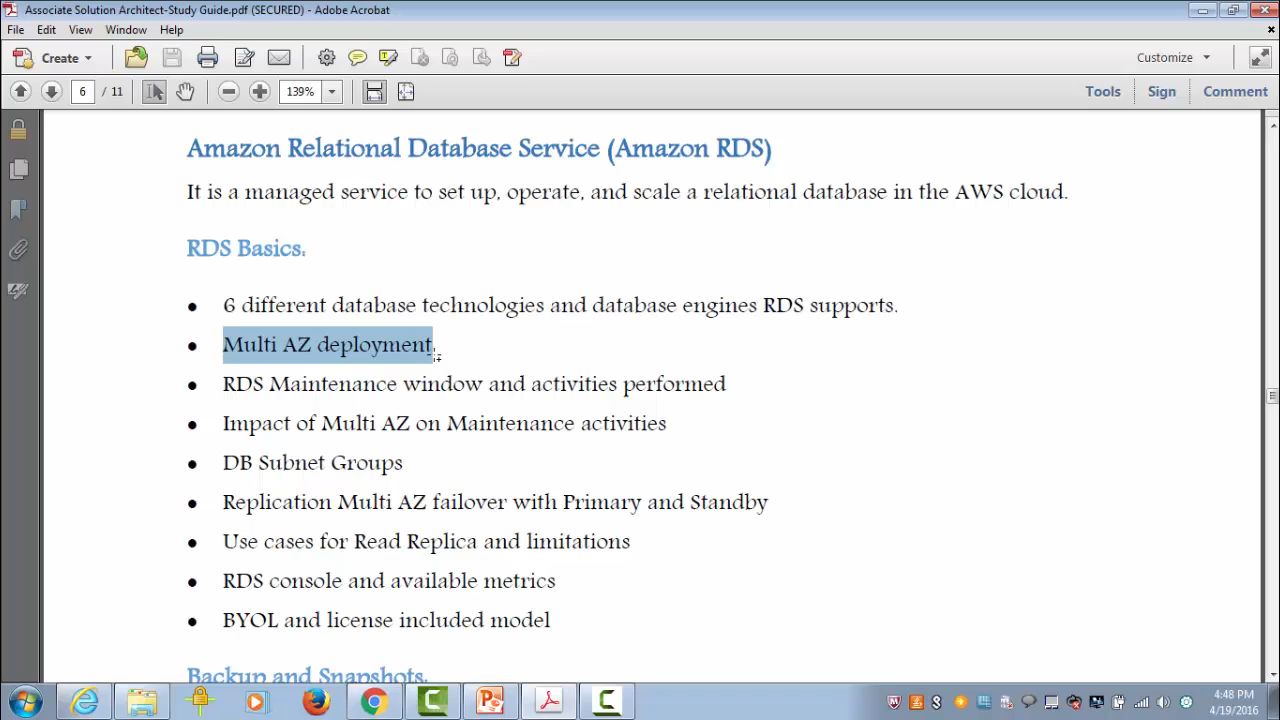 Associate Solution Architect-Study Guide.pdf (SECURED) - Adobe Acrobat
File Edit View Window Help
Create Customize
6 / 11 139% Tools Sign Comment
Amazon Relational Database Service (Amazon RDS)
It is a managed service to set up, operate, and scale a relational database in the AWS cloud.
RDS Basics:
• 6 different database technologies and database engines RDS supports.
• Multi AZ deployment.
• RDS Maintenance window and activities performed
• Impact of Multi AZ on Maintenance activities
• DB Subnet Groups
• Replication Multi AZ failover with Primary and Standby
• Use cases for Read Replica and limitations
• RDS console and available metrics
• BYOL and license included model
Backup and Snapshots.
4:48 PM
4/19/2016